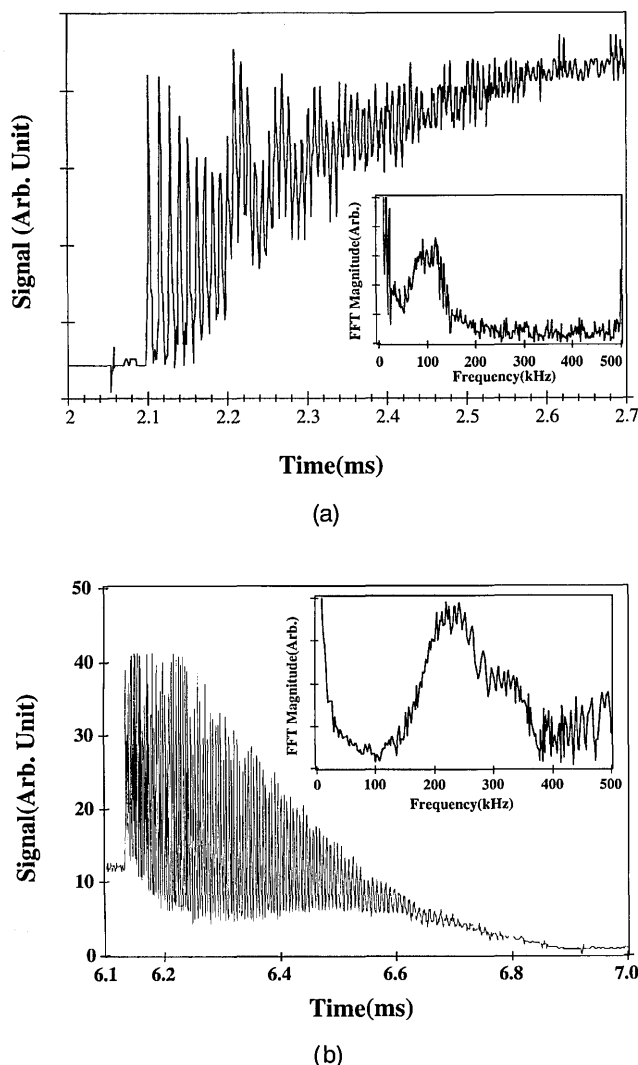 Signal (Arb. Unit)
FFT Magnitude(Arb.)
0 100 200 300 400 500
Frequency(kHz)
2 2.1 2.2 2.3 2.4 2.5 2.6 2.7
Time(ms)
(a)
Signal(Arb. Unit)
50
40
30
20
10
0
FFT Magnitude(Arb.)
0 100 200 300 400 500
Frequency(kHz)
6.1 6.2 6.4 6.6 6.8 7.0
Time(ms)
(b)